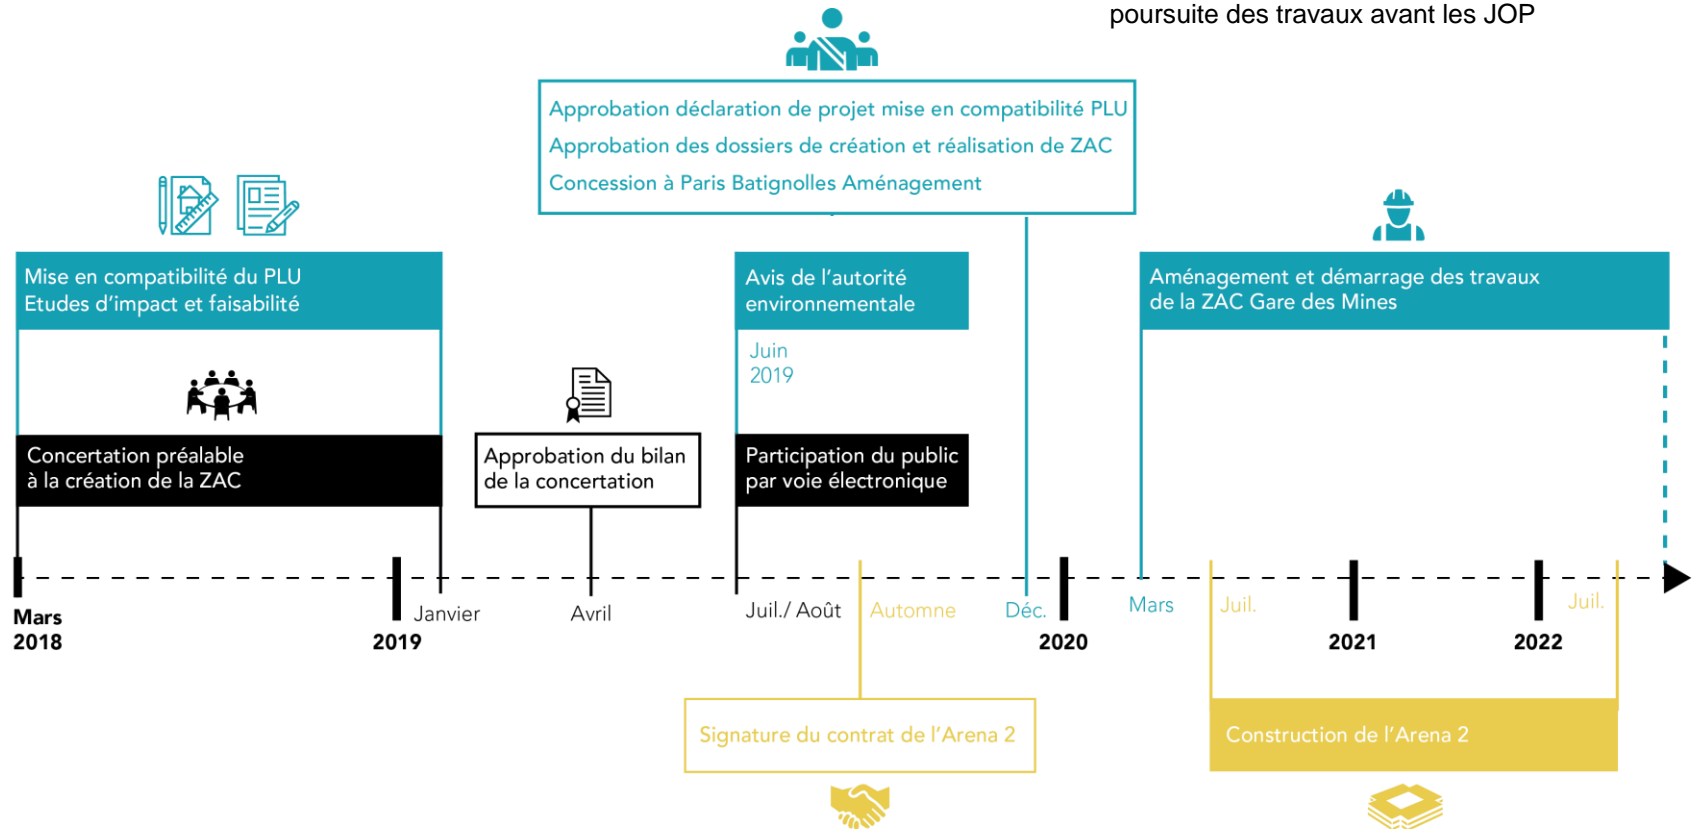 poursuite des travaux avant les JOP
Approbation déclaration de projet mise en compatibilité PLU
Approbation des dossiers de création et réalisation de ZAC
Concession à Paris Batignolles Aménagement
Mise en compatibilité du PLU
Etudes d'impact et faisabilité
Avis de l'autorité
environnementale
Juin
2019
Aménagement et démarrage des travaux
de la ZAC Gare des Mines
Concertation préalable
à la création de la ZAC
Approbation du bilan
de la concertation
Participation du public
par voie électronique
Mars
2018
2019
Janvier
Avril
Juil./ Août
Automne
Déc.
2020
Mars
Juil.
2021
2022
Juil.
Signature du contrat de l'Arena 2
Construction de l'Arena 2